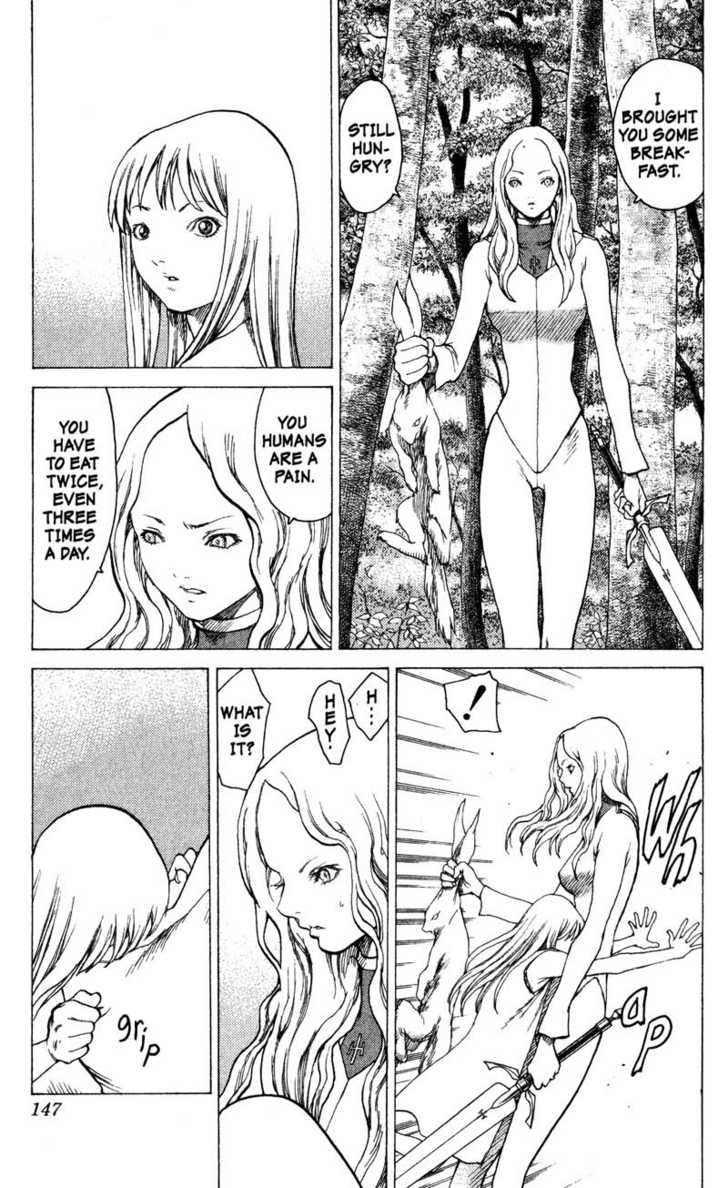 I
BROUGHT
YOU SOME
BREAK-
FAST.
STILL
HUN-
GRY?
YOU
HUMANS
ARE A
PAIN.
YOU
HAVE
TO EAT
TWICE,
EVEN
THREE
TIMES
A DAY.
!
WH
AP
H...
HEY!
WHAT
IS
IT?
grip
147